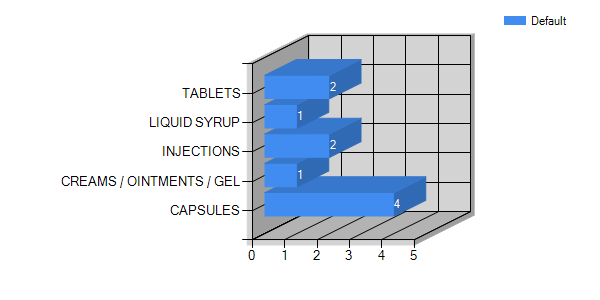 Default
TABLETS
2
LIQUID SYRUP
1
INJECTIONS
2
CREAMS / OINTMENTS / GEL
1
CAPSULES
4
0 1 2 3 4 5